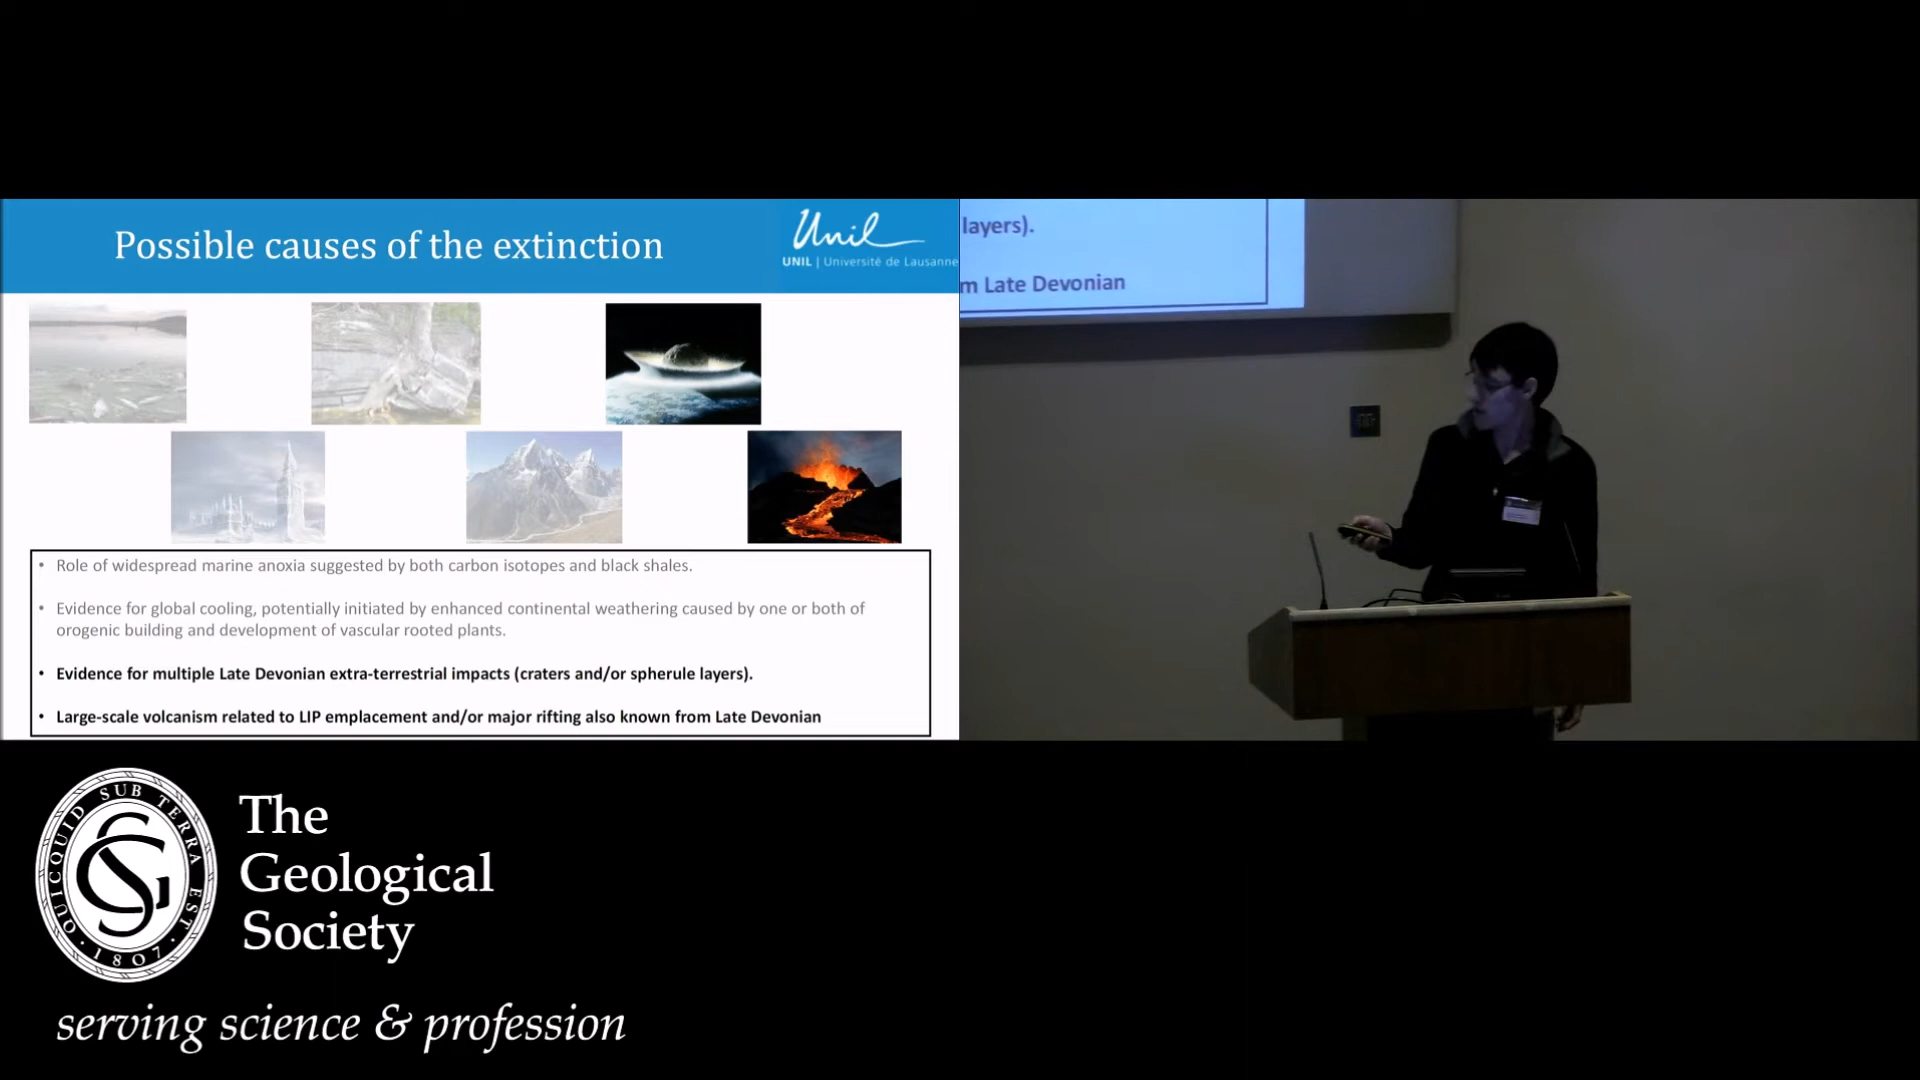 Possible causes of the extinction
Unil
UNIL | Université de Lausanne
• Role of widespread marine anoxia suggested by both carbon isotopes and black shales.
• Evidence for global cooling, potentially initiated by enhanced continental weathering caused by one or both of
orogenic building and development of vascular rooted plants.
• Evidence for multiple Late Devonian extra-terrestrial impacts (craters and/or spherule layers).
• Large-scale volcanism related to LIP emplacement and/or major rifting also known from Late Devonian
layers).
m Late Devonian
QUICQUID SUB TERRA EST
· 1807 ·
GS
The
Geological
Society
serving science & profession